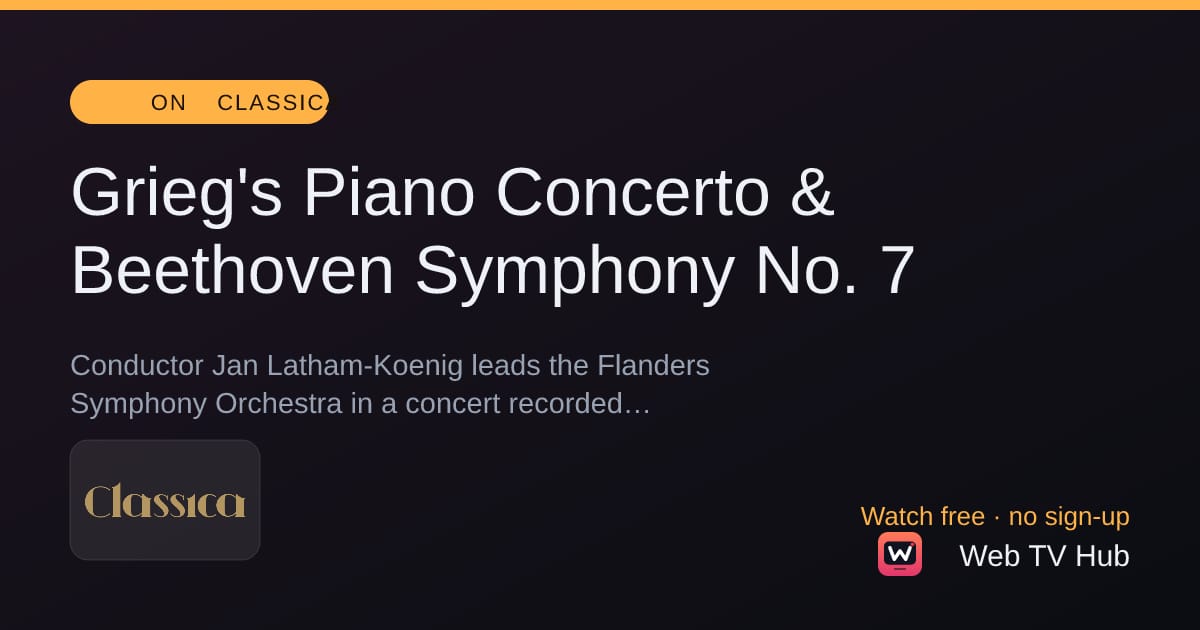 ON CLASSICA
Grieg's Piano Concerto &
Beethoven Symphony No. 7
Conductor Jan Latham-Koenig leads the Flanders
Symphony Orchestra in a concert recorded…
Classica
Watch free · no sign-up
W
Web TV Hub